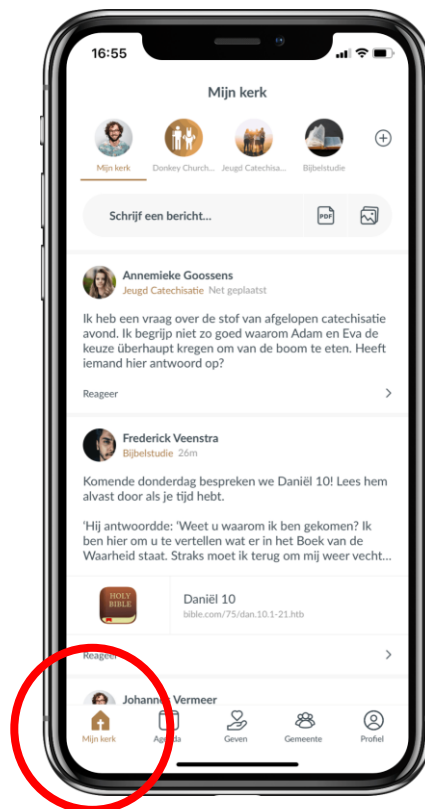 16:55
Mijn kerk
Mijn kerk
Donkey Church...
Jeugd Catechisa...
Bijbelstudie
Schrijf een bericht...
PDF
Annemieke Goossens
Jeugd Catechisatie Net geplaatst
Ik heb een vraag over de stof van afgelopen catechisatie
avond. Ik begrijp niet zo goed waarom Adam en Eva de
keuze überhaupt kregen om van de boom te eten. Heeft
iemand hier antwoord op?
Reageer
Frederick Veenstra
Bijbelstudie 26m
Komende donderdag bespreken we Daniël 10! Lees hem
alvast door als je tijd hebt.
'Hij antwoordde: 'Weet u waarom ik ben gekomen? Ik
ben hier om u te vertellen wat er in het Boek van de
Waarheid staat. Straks moet ik terug om mij weer vecht...
HOLY
BIBLE
Daniël 10
bible.com/75/dan.10.1-21.htb
Reageer
Johannes Vermeer
Mijn kerk
Agenda
Geven
Gemeente
Profiel